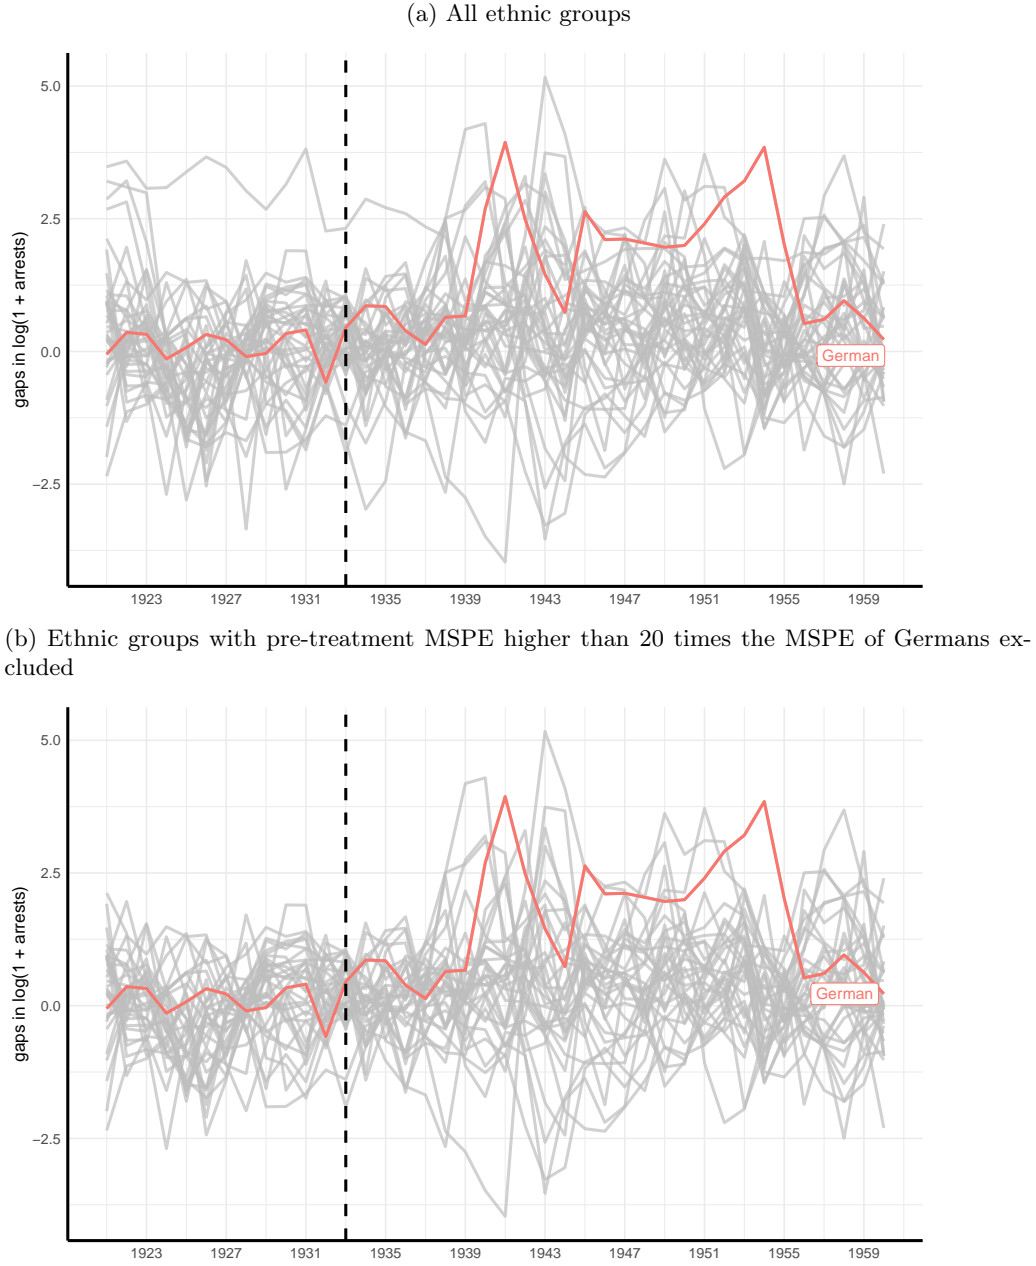 (a) All ethnic groups
gaps in log(1 + arrests)
5.0
2.5
0.0
−2.5
German
1923 1927 1931 1935 1939 1943 1947 1951 1955 1959
(b) Ethnic groups with pre-treatment MSPE higher than 20 times the MSPE of Germans ex-
cluded
gaps in log(1 + arrests)
5.0
2.5
0.0
−2.5
German
1923 1927 1931 1935 1939 1943 1947 1951 1955 1959